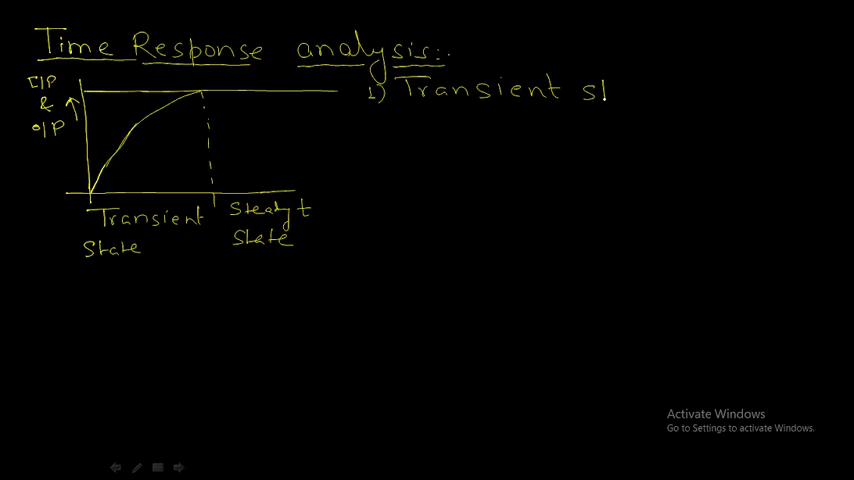 Time Response analysis:-
I/P
&
O/P
1) Transient st
Transient
State
Steady t
State
Activate Windows
Go to Settings to activate Windows.